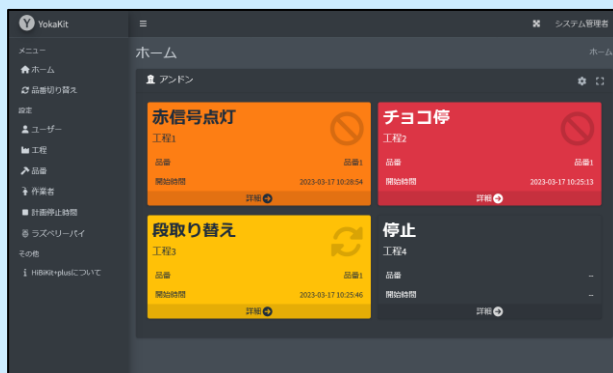 YokaKit
システム管理者
メニュー
ホーム
品番切り替え
設定
ユーザー
工程
品番
作業者
計画停止時間
ラズベリーパイ
その他
HiBiKit+plusについて
ホーム
ホーム
アンドン
赤信号点灯
工程1
品番 品番1
開始時間 2023-03-17 10:28:54
詳細
チョコ停
工程2
品番 品番1
開始時間 2023-03-17 10:25:13
詳細
段取り替え
工程3
品番 品番1
開始時間 2023-03-17 10:25:46
詳細
停止
工程4
品番 --
開始時間 --
詳細